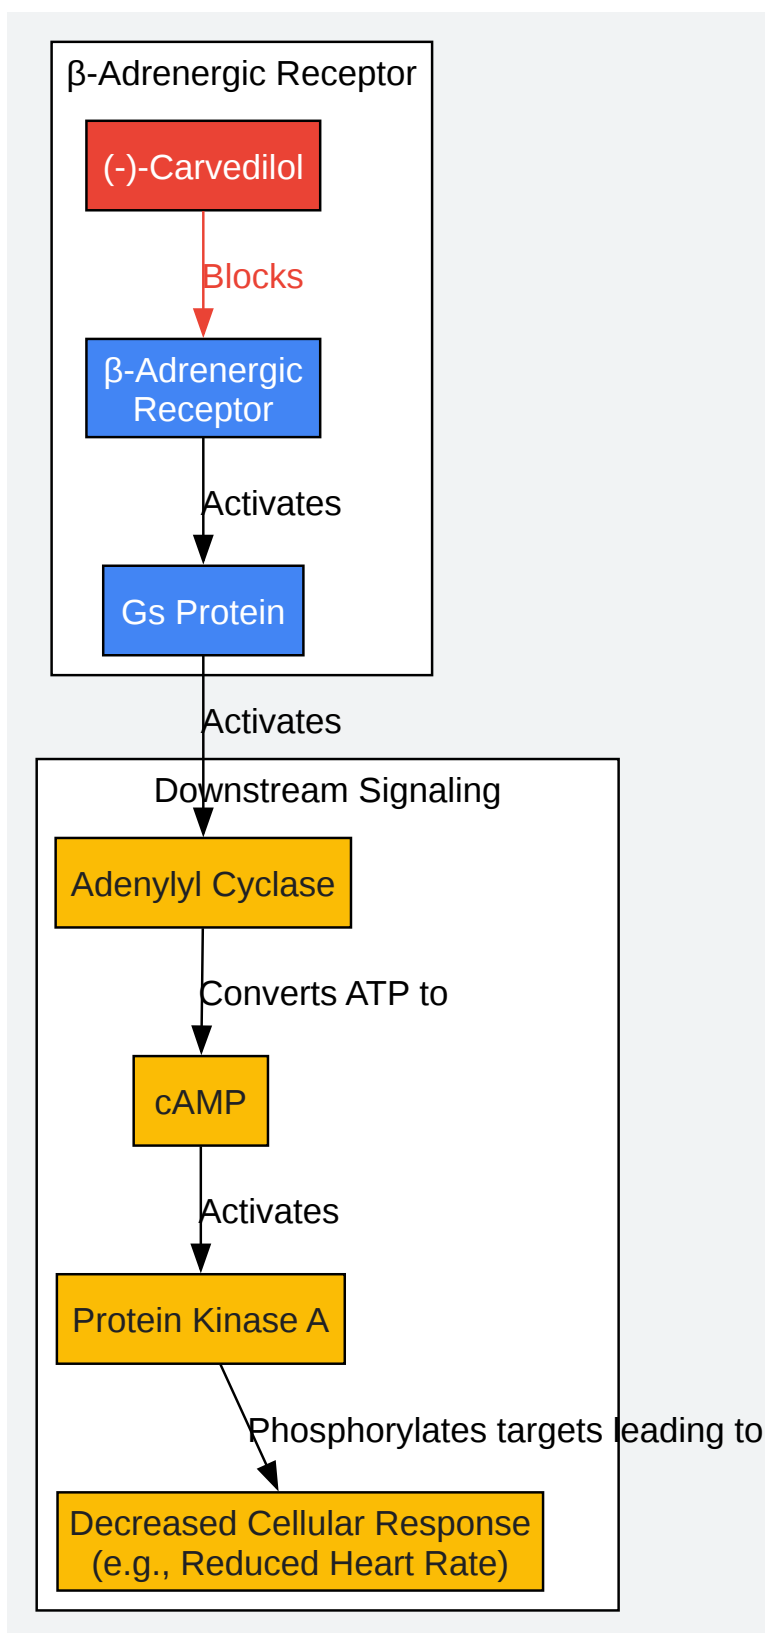 β-Adrenergic Receptor
(-)-Carvedilol
Blocks
β-Adrenergic
Receptor
Activates
Gs Protein
Activates
Downstream Signaling
Adenylyl Cyclase
Converts ATP to
cAMP
Activates
Protein Kinase A
Phosphorylates targets leading to
Decreased Cellular Response
(e.g., Reduced Heart Rate)